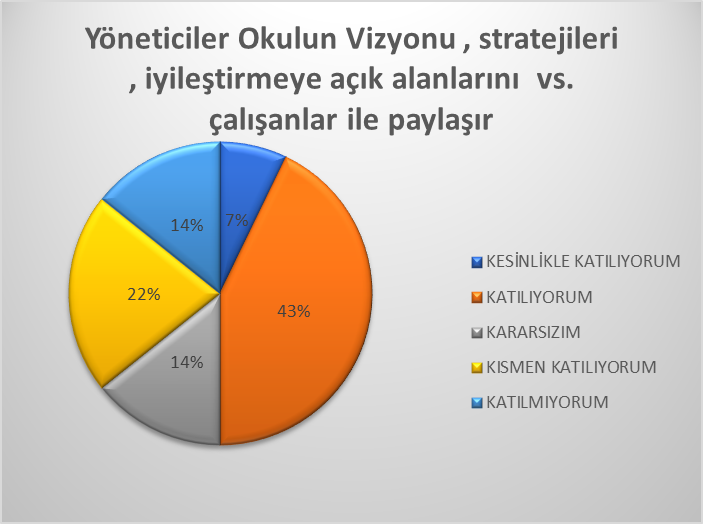 Yöneticiler Okulun Vizyonu , stratejileri
, iyileştirmeye açık alanlarını  vs.
çalışanlar ile paylaşır
7%
43%
14%
22%
14%
KESİNLİKLE KATILIYORUM
KATILIYORUM
KARARSIZIM
KISMEN KATILIYORUM
KATILMIYORUM